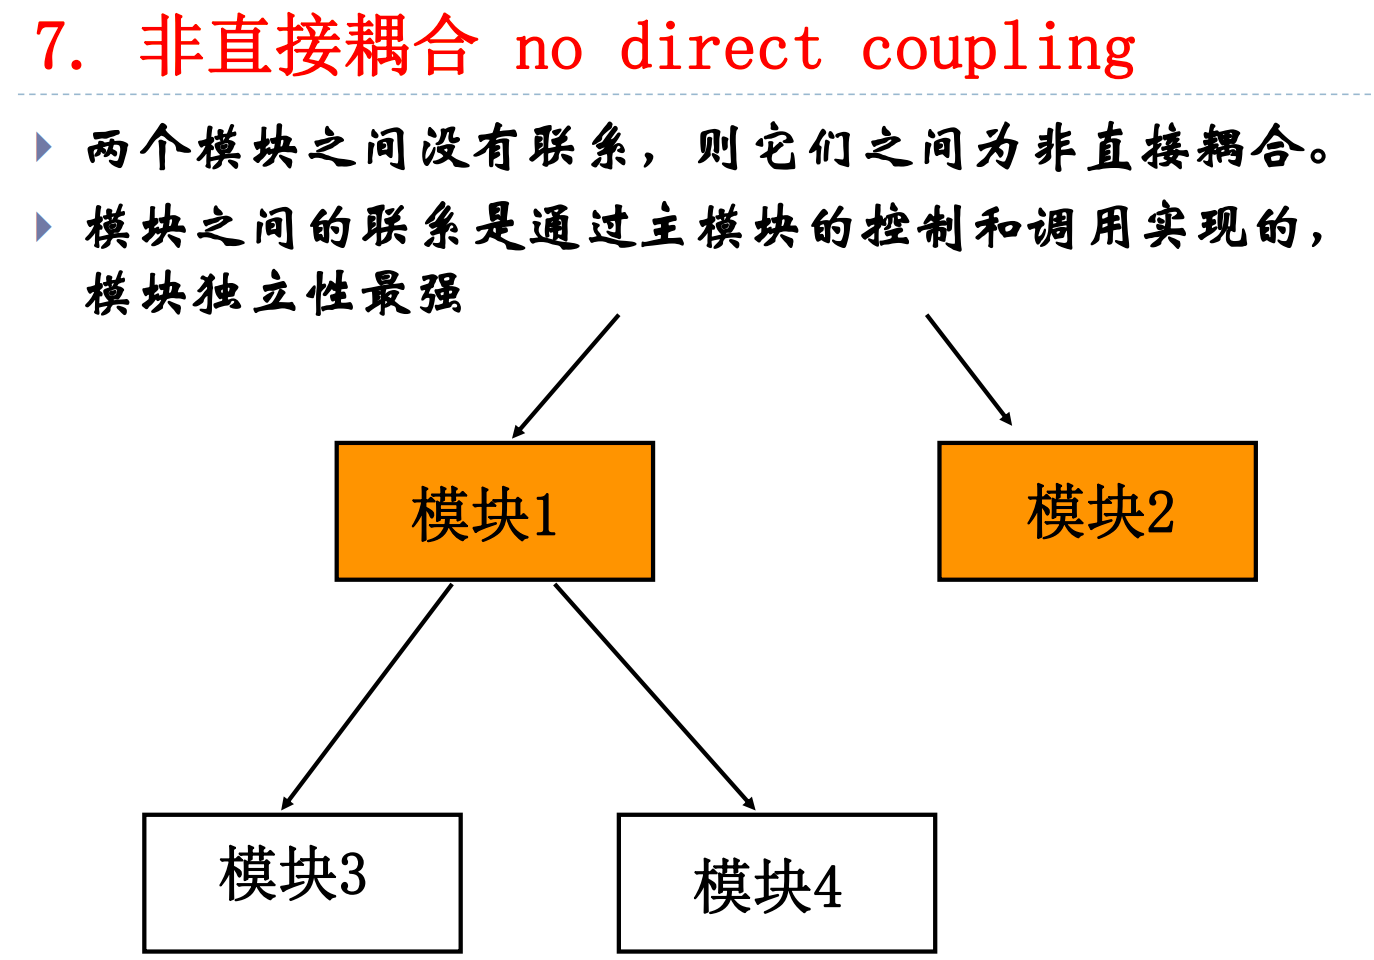 7. 非直接耦合 no direct coupling
两个模块之间没有联系，则它们之间为非直接耦合。
模块之间的联系是通过主模块的控制和调用实现的，
模块独立性最强
模块1
模块2
模块3
模块4